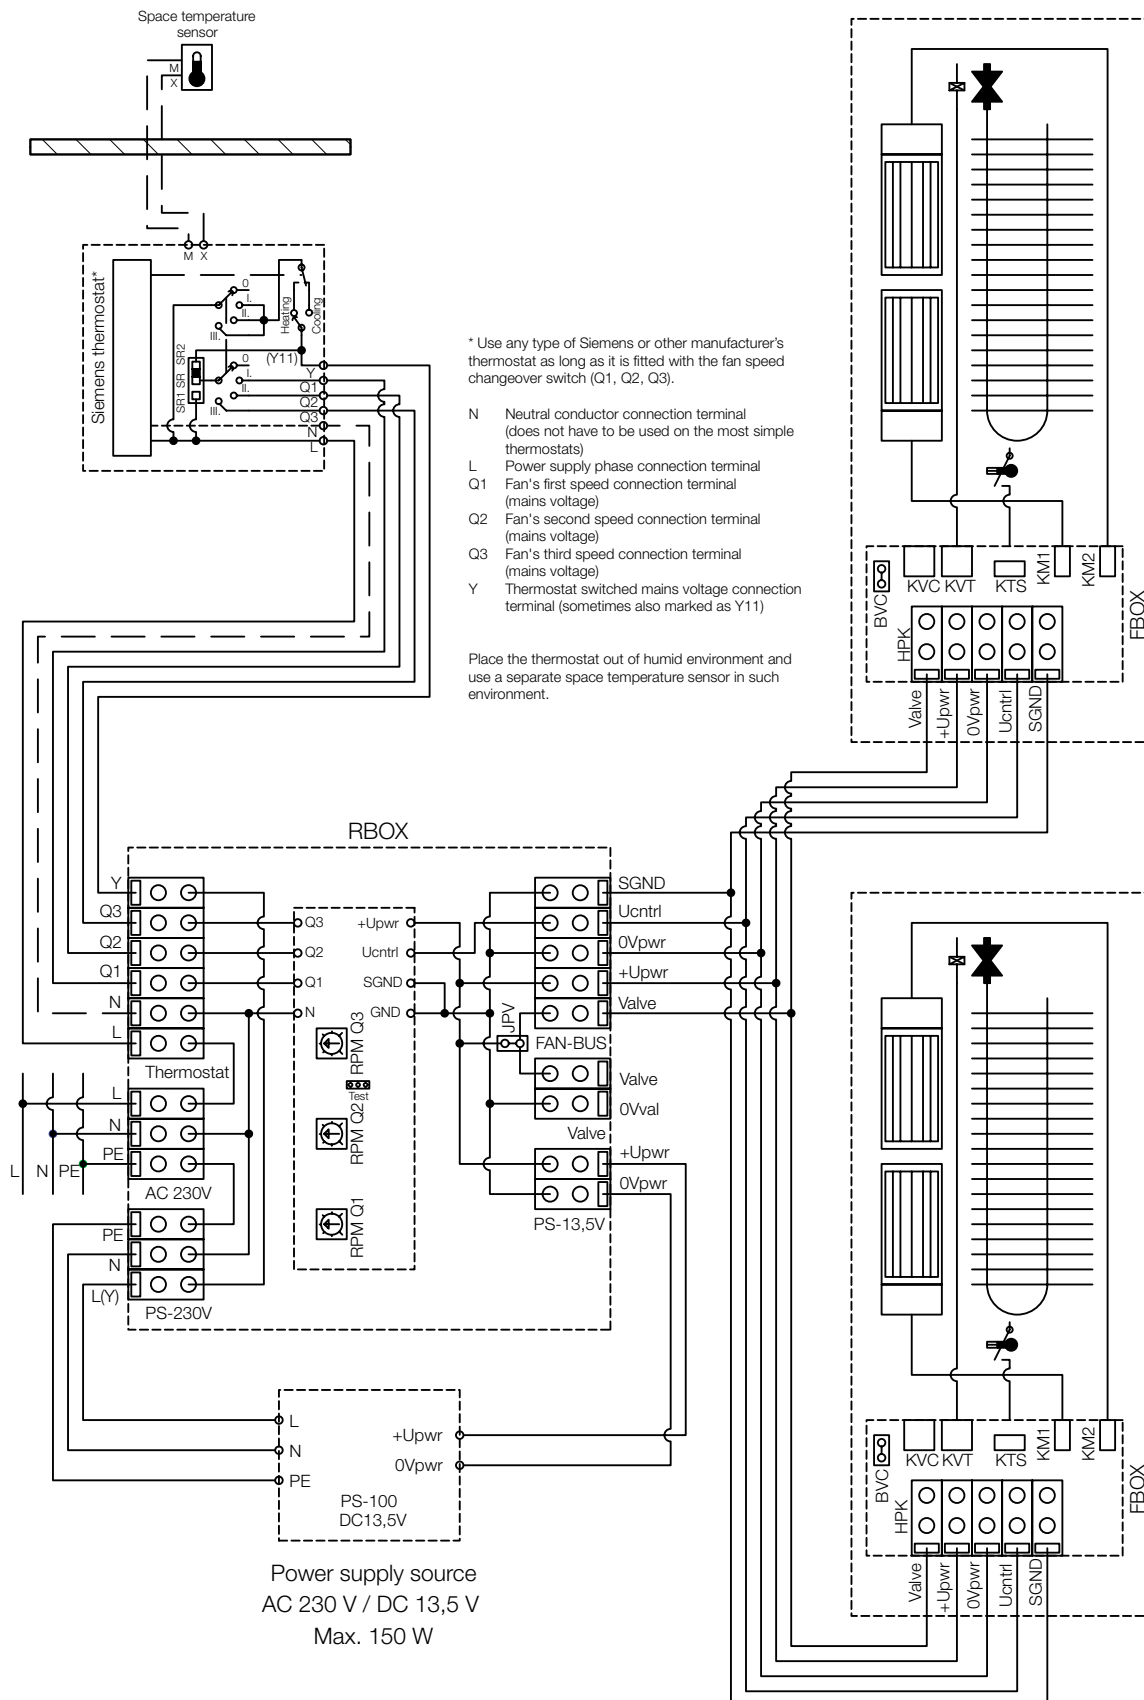 Space temperature
sensor
M
X
M X
Siemens thermostat*
0
I.
II.
III.
Heating
Cooling
SR1 SR SR2
0
I.
II.
III.
(Y11)
Y
Q1
Q2
Q3
N
L
* Use any type of Siemens or other manufacturer's
thermostat as long as it is fitted with the fan speed
changeover switch (Q1, Q2, Q3).
N Neutral conductor connection terminal
(does not have to be used on the most simple
thermostats)
L Power supply phase connection terminal
Q1 Fan's first speed connection terminal
(mains voltage)
Q2 Fan's second speed connection terminal
(mains voltage)
Q3 Fan's third speed connection terminal
(mains voltage)
Y Thermostat switched mains voltage connection
terminal (sometimes also marked as Y11)
Place the thermostat out of humid environment and
use a separate space temperature sensor in such
environment.
BVC
KVC KVT KTS KM1 KM2
FBOX
HPK
Valve
+Upwr
0Vpwr
Ucntrl
SGND
RBOX
Y
Q3
Q2
Q1
N
L
Thermostat
L
N
PE
AC 230V
L N PE
PE
N
L(Y)
PS-230V
Q3
Q2
Q1
N
+Upwr
Ucntrl
SGND
GND
RPM Q3
Test
RPM Q2
RPM Q1
JPV
SGND
Ucntrl
0Vpwr
+Upwr
Valve
FAN-BUS
Valve
0Vval
Valve
+Upwr
0Vpwr
PS-13,5V
L
N
PE
+Upwr
0Vpwr
PS-100
DC13,5V
Power supply source
AC 230 V / DC 13,5 V
Max. 150 W
BVC
KVC KVT KTS KM1 KM2
FBOX
HPK
Valve
+Upwr
0Vpwr
Ucntrl
SGND